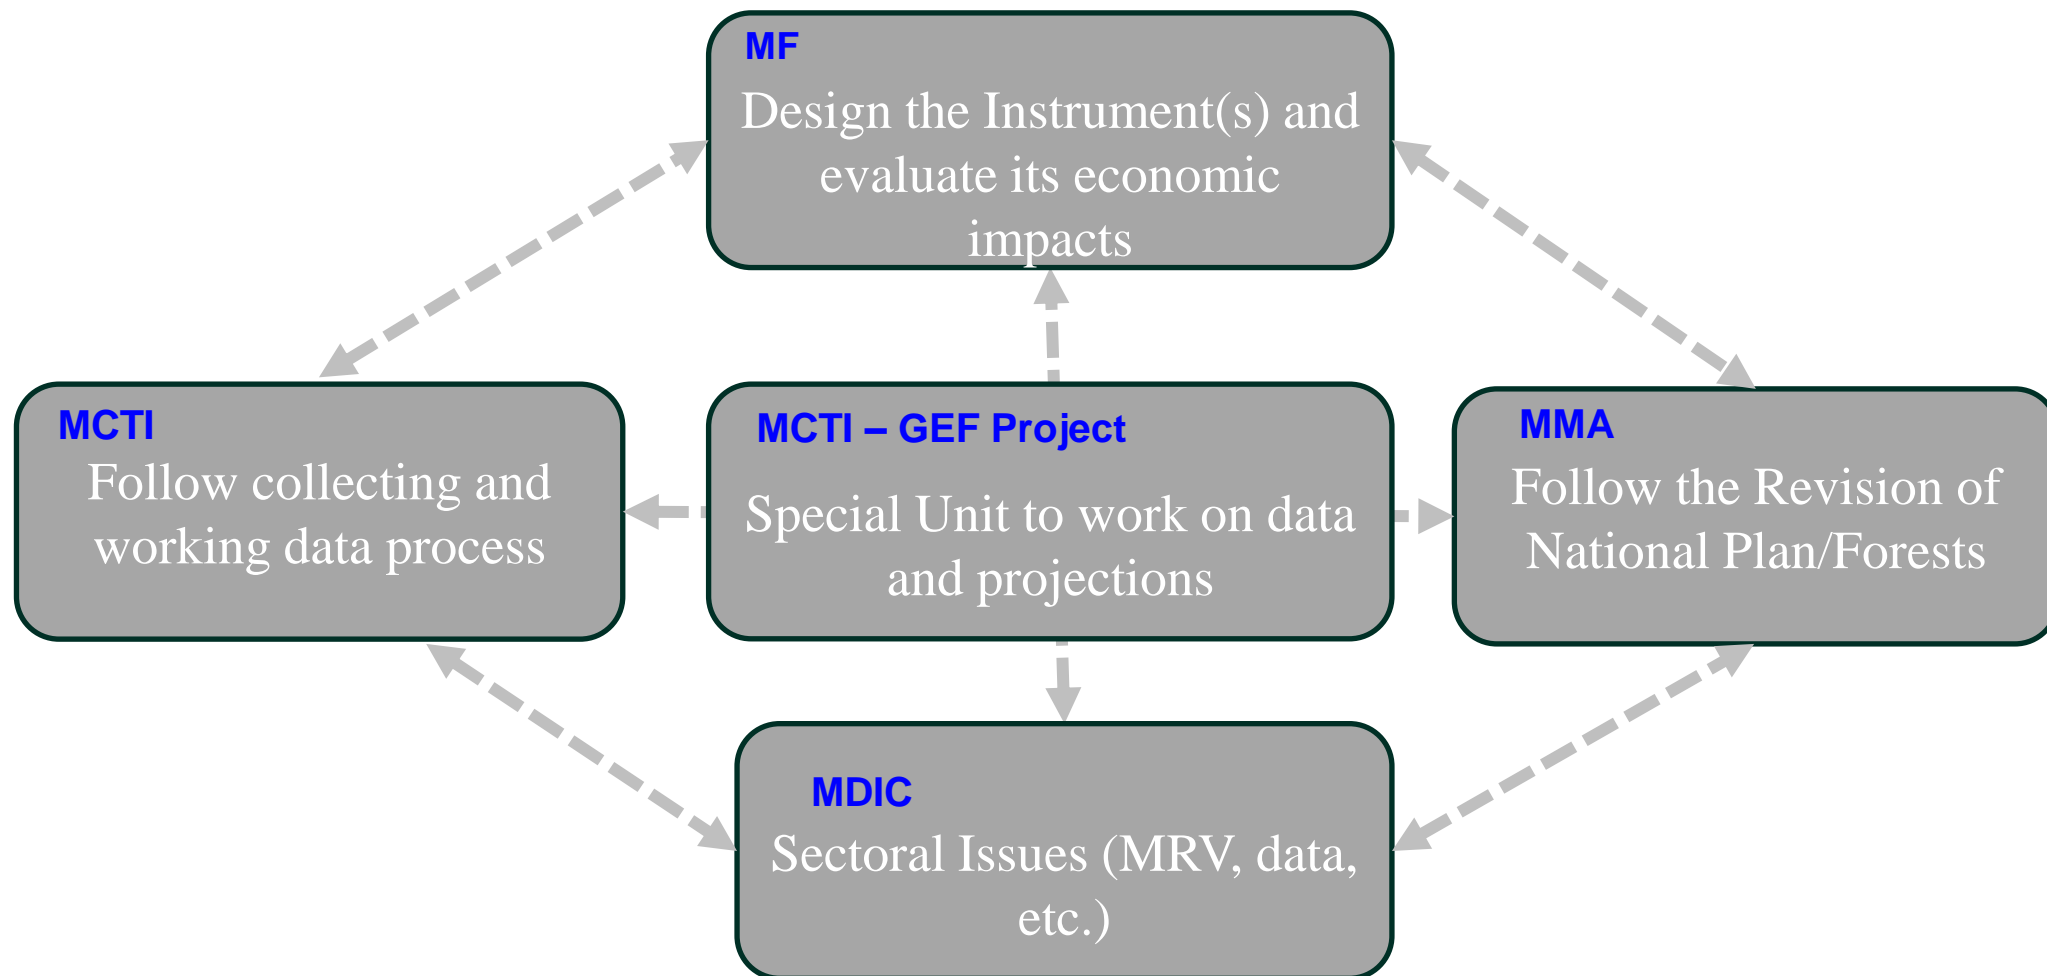 MF
Design the Instrument(s) and
evaluate its economic
impacts
MCTI
Follow collecting and
working data process
MCTI – GEF Project
Special Unit to work on data
and projections
MMA
Follow the Revision of
National Plan/Forests
MDIC
Sectoral Issues (MRV, data,
etc.)